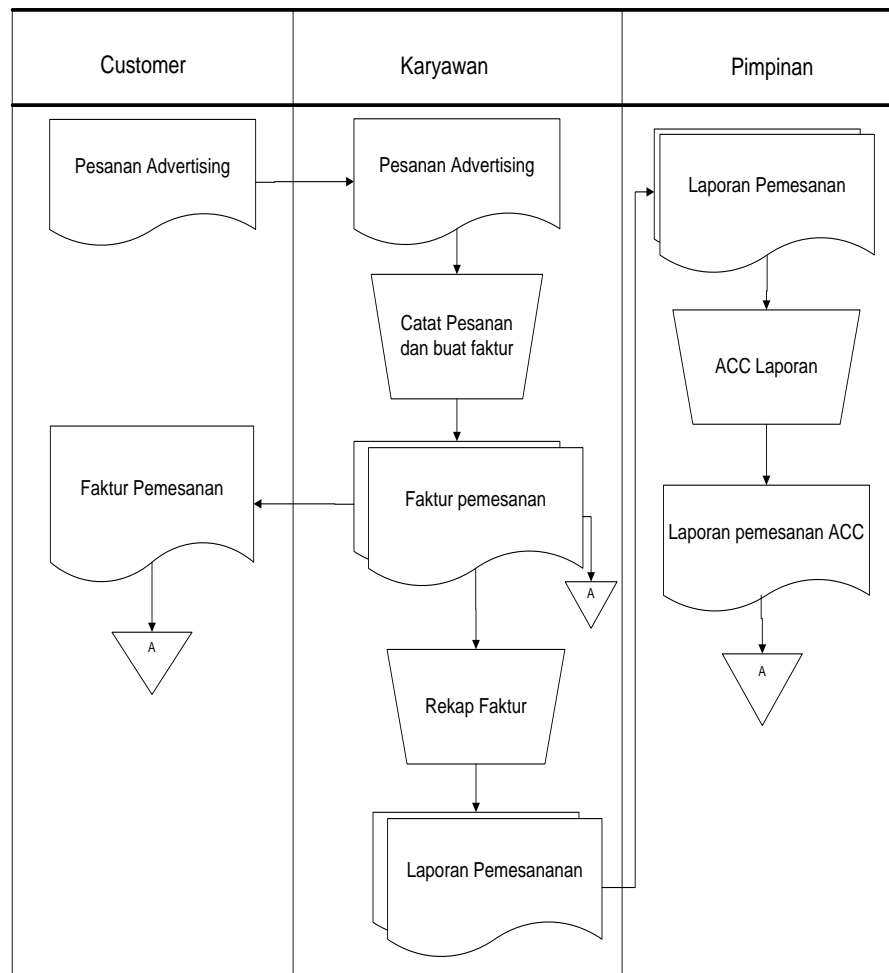 Customer
Karyawan
Pimpinan
Pesanan Advertising
Pesanan Advertising
Laporan Pemesanan
Catat Pesanan
dan buat faktur
ACC Laporan
Faktur Pemesanan
Faktur pemesanan
Laporan pemesanan ACC
A
A
A
Rekap Faktur
Laporan Pemesananan